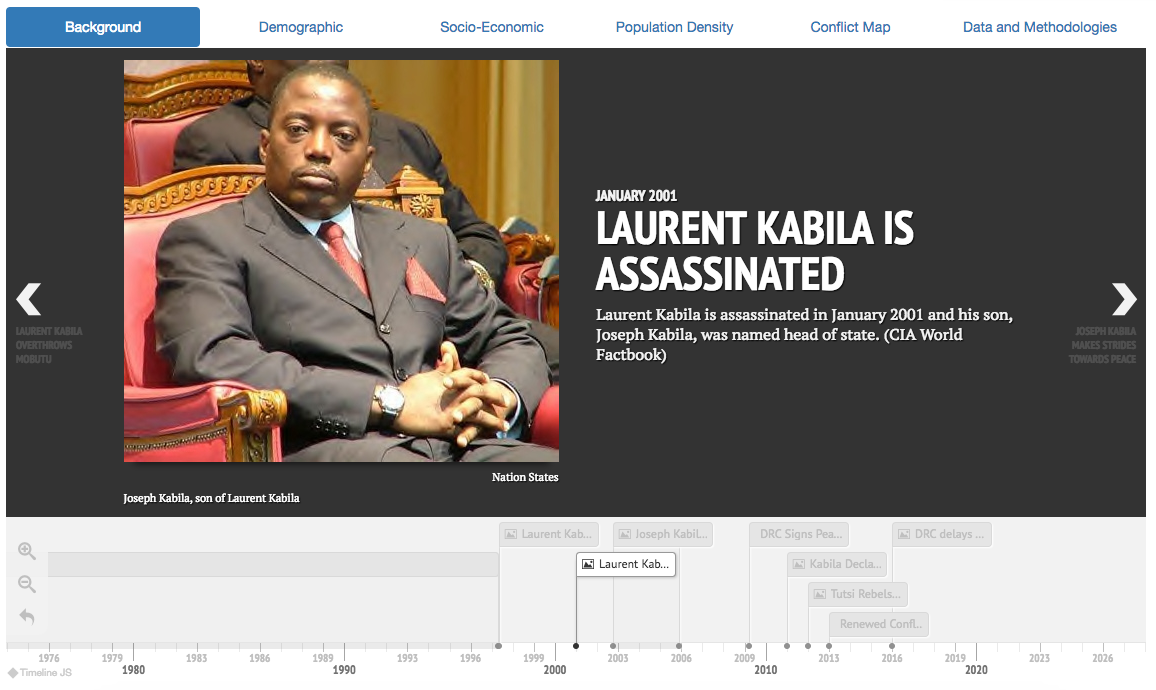 Background
Demographic
Socio-Economic
Population Density
Conflict Map
Data and Methodologies
JANUARY 2001
LAURENT KABILA IS
ASSASSINATED
Laurent Kabila is assassinated in January 2001 and his son,
Joseph Kabila, was named head of state. (CIA World
Factbook)
LAURENT KABILA
OVERTHROWS
MOBUTU
JOSEPH KABILA
MAKES STRIDES
TOWARDS PEACE
Nation States
Joseph Kabila, son of Laurent Kabila
Laurent Kab...
Joseph Kabil...
DRC Signs Pea...
DRC delays ...
Laurent Kab...
Kabila Decla...
Tutsi Rebels...
Renewed Confl..
1976
1979
1983
1986
1989
1993
1996
1999
2003
2006
2009
2013
2016
2019
2023
2026
1980
1990
2000
2010
2020
Timeline JS